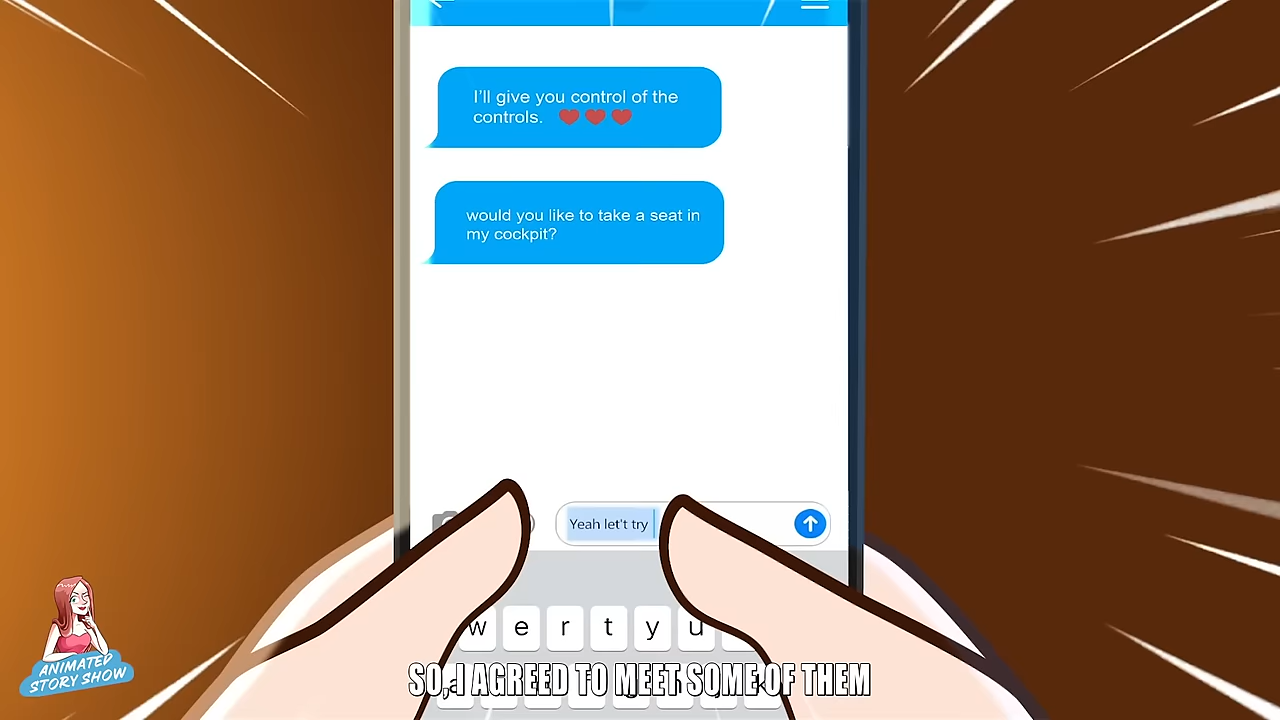 I'll give you control of the
controls. ❤❤❤
would you like to take a seat in
my cockpit?
Yeah let't try
w e r t y u
SO, I AGREED TO MEET SOME OF THEM
ANIMATED
STORY SHOW